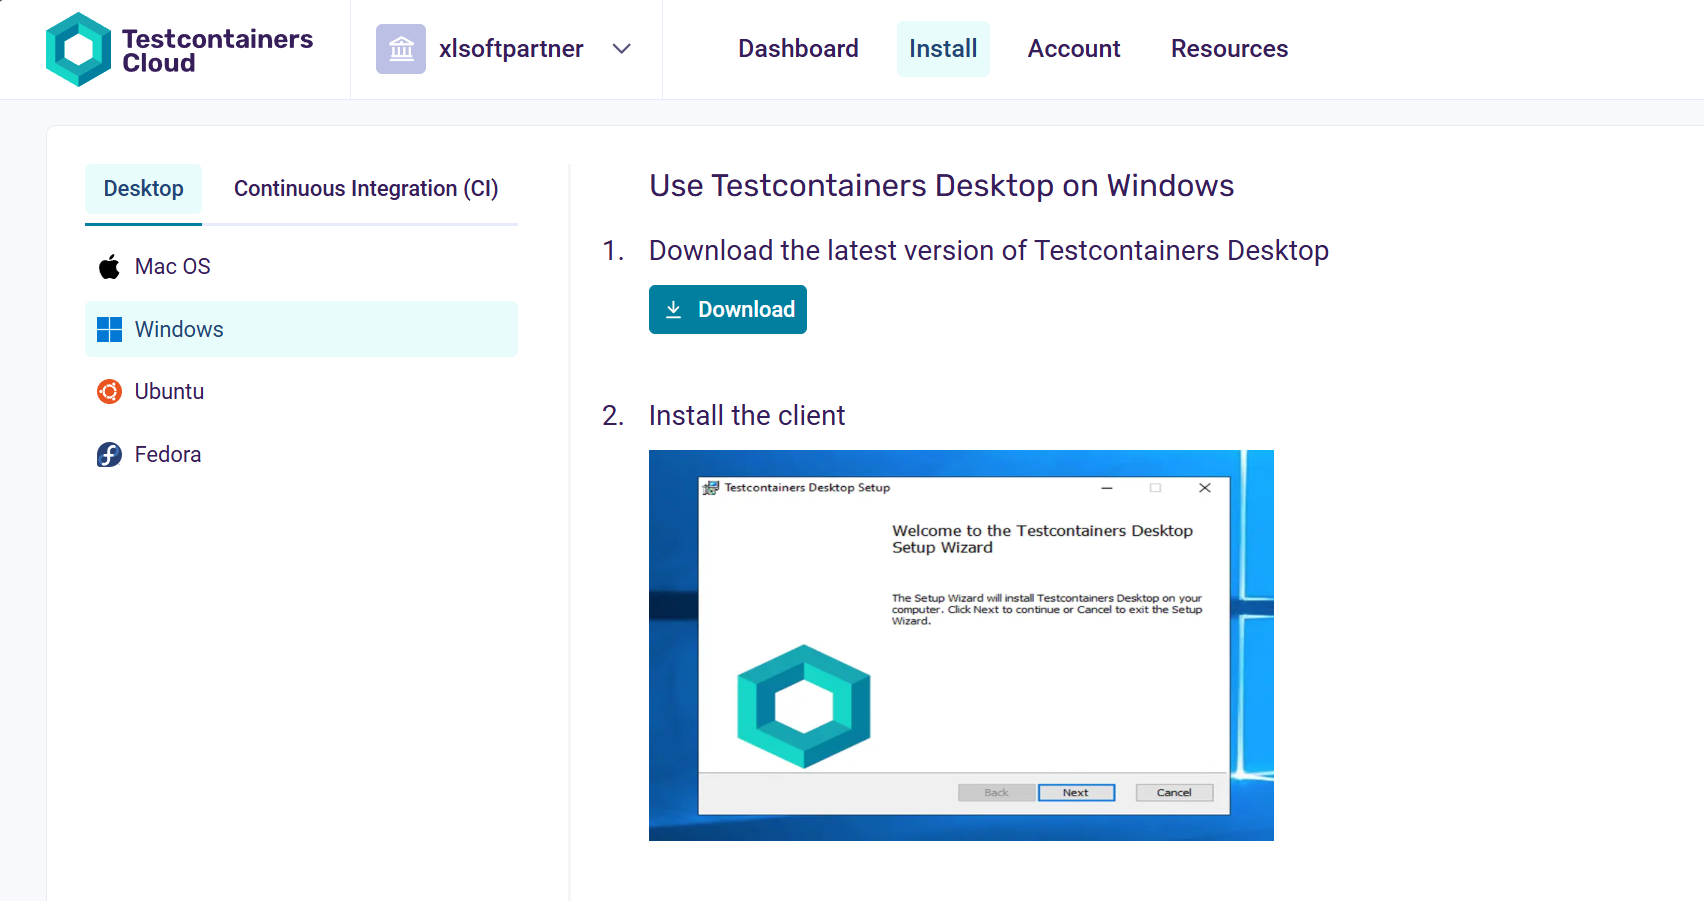 Testcontainers
Cloud
xlsoftpartner
Dashboard
Install
Account
Resources
Desktop
Continuous Integration (CI)
Mac OS
Windows
Ubuntu
Fedora
Use Testcontainers Desktop on Windows
1. Download the latest version of Testcontainers Desktop
Download
2. Install the client
Testcontainers Desktop Setup
Welcome to the Testcontainers Desktop
Setup Wizard
The Setup Wizard will install Testcontainers Desktop on your
computer. Click Next to continue or Cancel to exit the Setup
Wizard.
Back
Next
Cancel